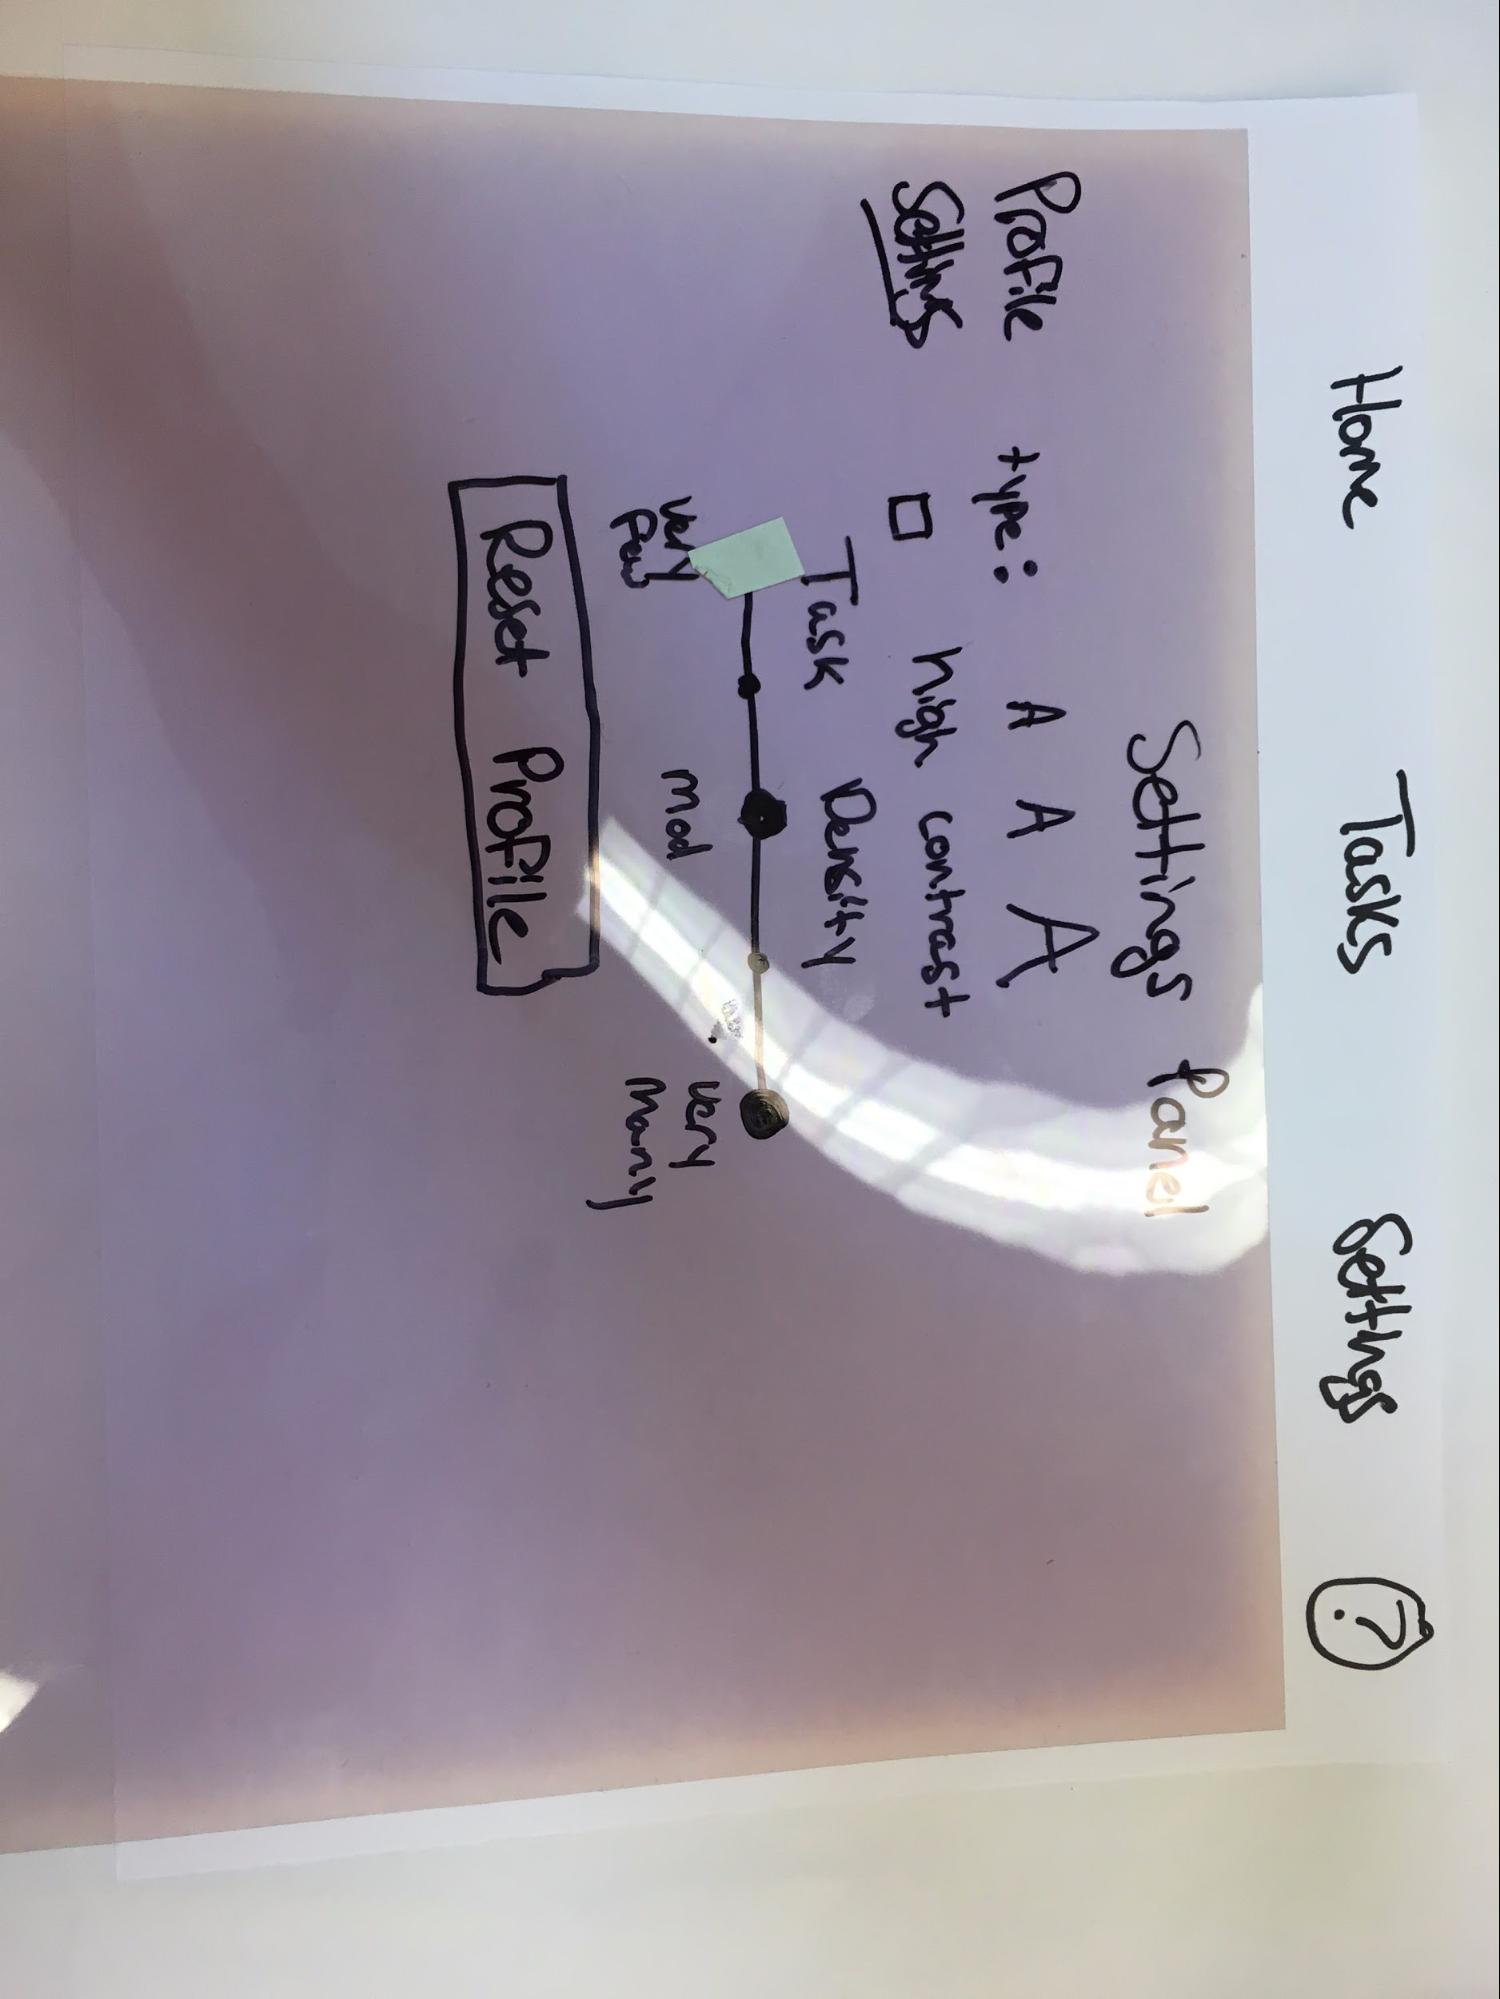 Home Tasks Settings ?
Settings Panel
Profile type: A A A
Settings high contrast
Task Density
very few mod very many
Reset Profile